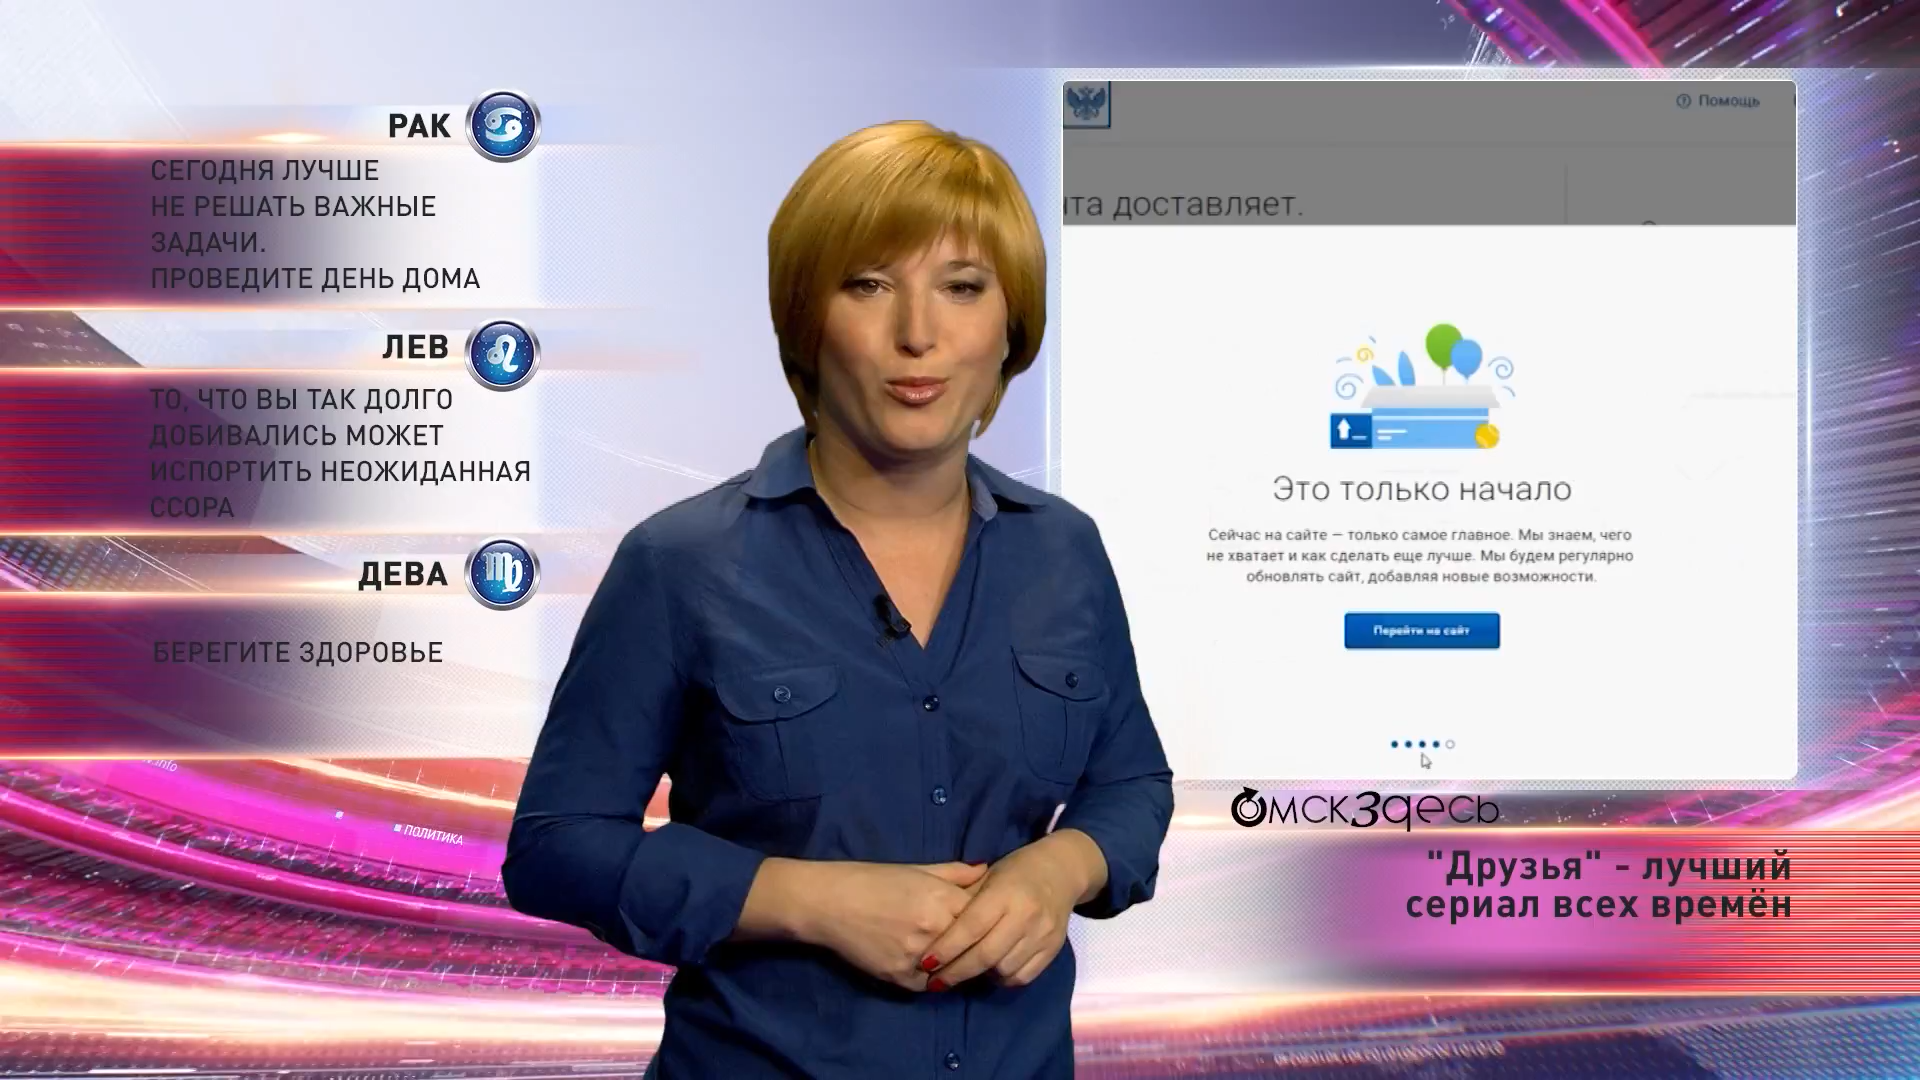 РАК
СЕГОДНЯ ЛУЧШЕ
НЕ РЕШАТЬ ВАЖНЫЕ
ЗАДАЧИ.
ПРОВЕДИТЕ ДЕНЬ ДОМА
ЛЕВ
ТО, ЧТО ВЫ ТАК ДОЛГО
ДОБИВАЛИСЬ МОЖЕТ
ИСПОРТИТЬ НЕОЖИДАННАЯ
ССОРА
ДЕВА
БЕРЕГИТЕ ЗДОРОВЬЕ
ПОЛИТИКА
Помощь
доставляет.
Это только начало
Сейчас на сайте — только самое главное. Мы знаем, чего
не хватает и как сделать еще лучше. Мы будем регулярно
обновлять сайт, добавляя новые возможности.
Перейти на сайт
ОмскЗдесь
"Друзья" - лучший
сериал всех времён